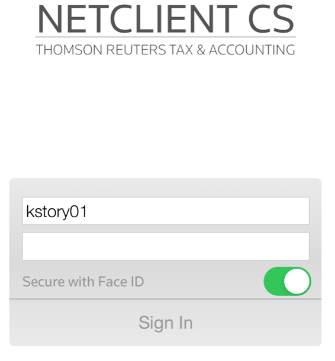 NETCLIENT CS
THOMSON REUTERS TAX & ACCOUNTING
kstory01
Secure with Face ID
Sign In